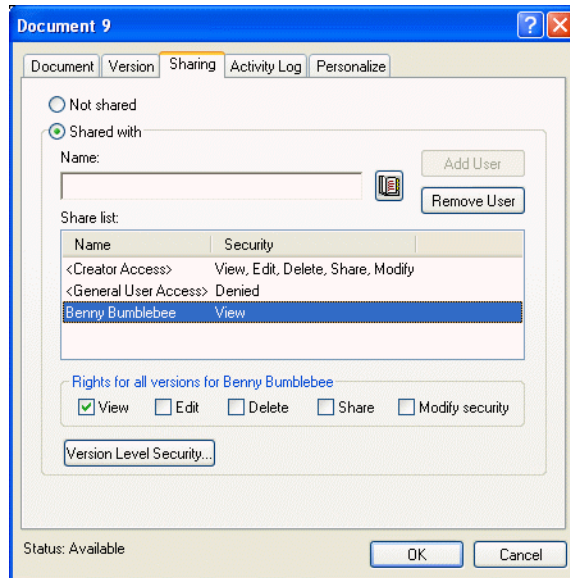 Document 9
Document Version Sharing Activity Log Personalize
Not shared
Shared with
Name:
Add User
Remove User
Share list:
Name Security
<Creator Access> View, Edit, Delete, Share, Modify
<General User Access> Denied
Benny Bumblebee View
Rights for all versions for Benny Bumblebee
View Edit Delete Share Modify security
Version Level Security...
Status: Available
OK Cancel